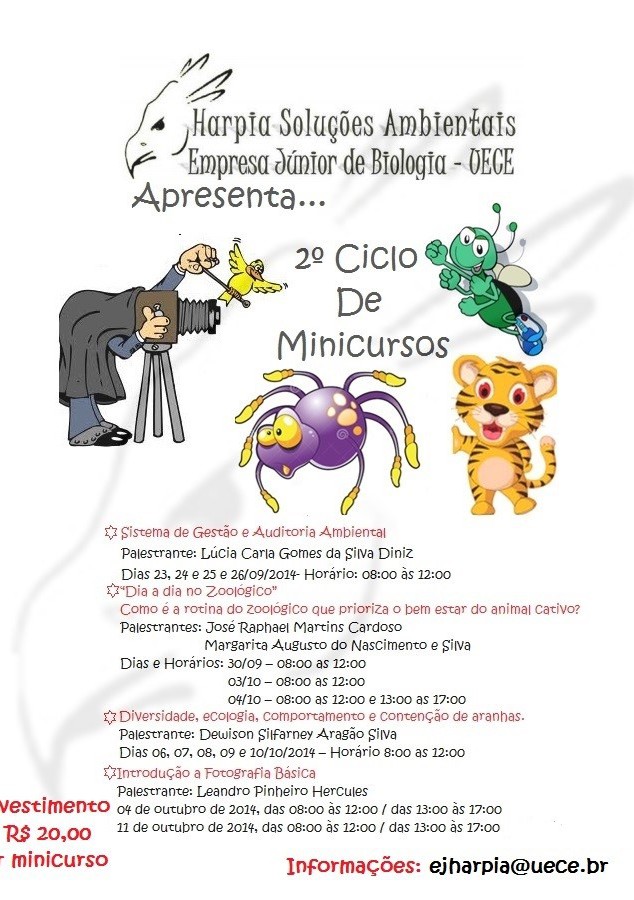 Harpia Soluções Ambientais
Empresa Júnior de Biologia - UECE
Apresenta...
2º Ciclo
De
Minicursos
Sistema de Gestão e Auditoria Ambiental
Palestrante: Lúcia Carla Gomes da Silva Diniz
Dias 23, 24 e 25 e 26/09/2014- Horário: 08:00 às 12:00
"Dia a dia no Zoológico"
Como é a rotina do zoológico que prioriza o bem estar do animal cativo?
Palestrantes: José Raphael Martins Cardoso
Margarita Augusto do Nascimento e Silva
Dias e Horários: 30/09 – 08:00 as 12:00
03/10 – 08:00 as 12:00
04/10 – 08:00 as 12:00 e 13:00 as 17:00
Diversidade, ecologia, comportamento e contenção de aranhas.
Palestrante: Dewison Silfarney Aragão Silva
Dias 06, 07, 08, 09 e 10/10/2014 – Horário 8:00 as 12:00
Introdução a Fotografia Básica
Palestrante: Leandro Pinheiro Hercules
04 de outubro de 2014, das 08:00 às 12:00 / das 13:00 às 17:00
11 de outubro de 2014, das 08:00 às 12:00 / das 13:00 às 17:00
vestimento
R$ 20,00
r minicurso
Informações: ejharpia@uece.br